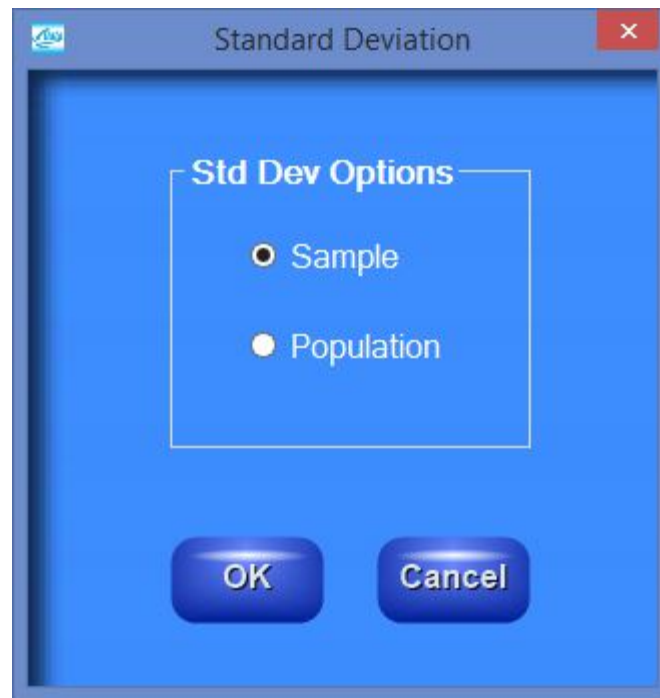 Standard Deviation
Std Dev Options
Sample
Population
OK
Cancel